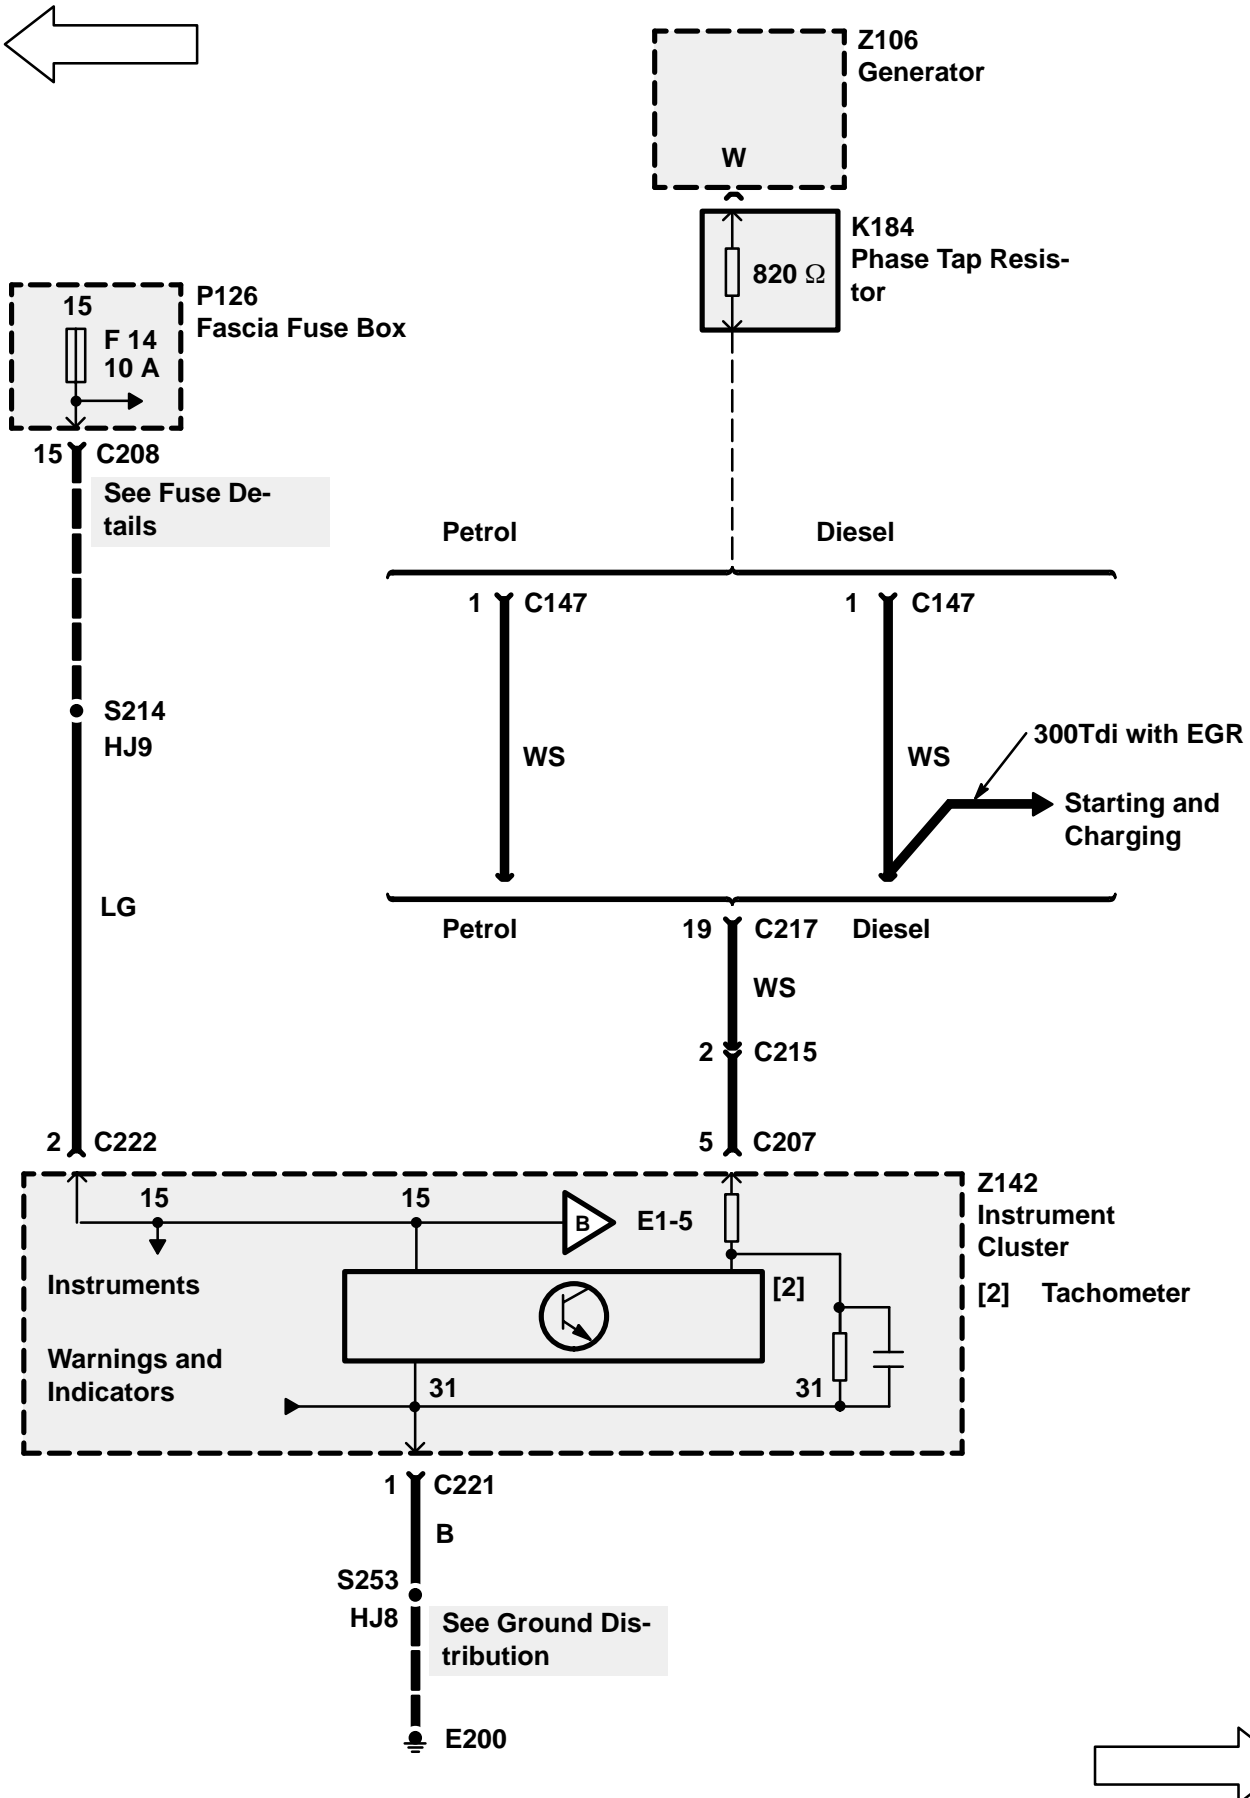 Z106
Generator
W
K184
Phase Tap Resis-
tor
820 Ω
P126
Fascia Fuse Box
15
F 14
10 A
15 C208
See Fuse De-
tails
Petrol Diesel
1 C147
1 C147
S214
HJ9
WS
WS
300Tdi with EGR
Starting and
Charging
LG
Petrol 19 C217 Diesel
WS
2 C215
2 C222
5 C207
Z142
Instrument
Cluster
[2] Tachometer
15
15
B
E1-5
Instruments
[2]
Warnings and
Indicators
31
31
1 C221
B
S253
HJ8
See Ground Dis-
tribution
E200